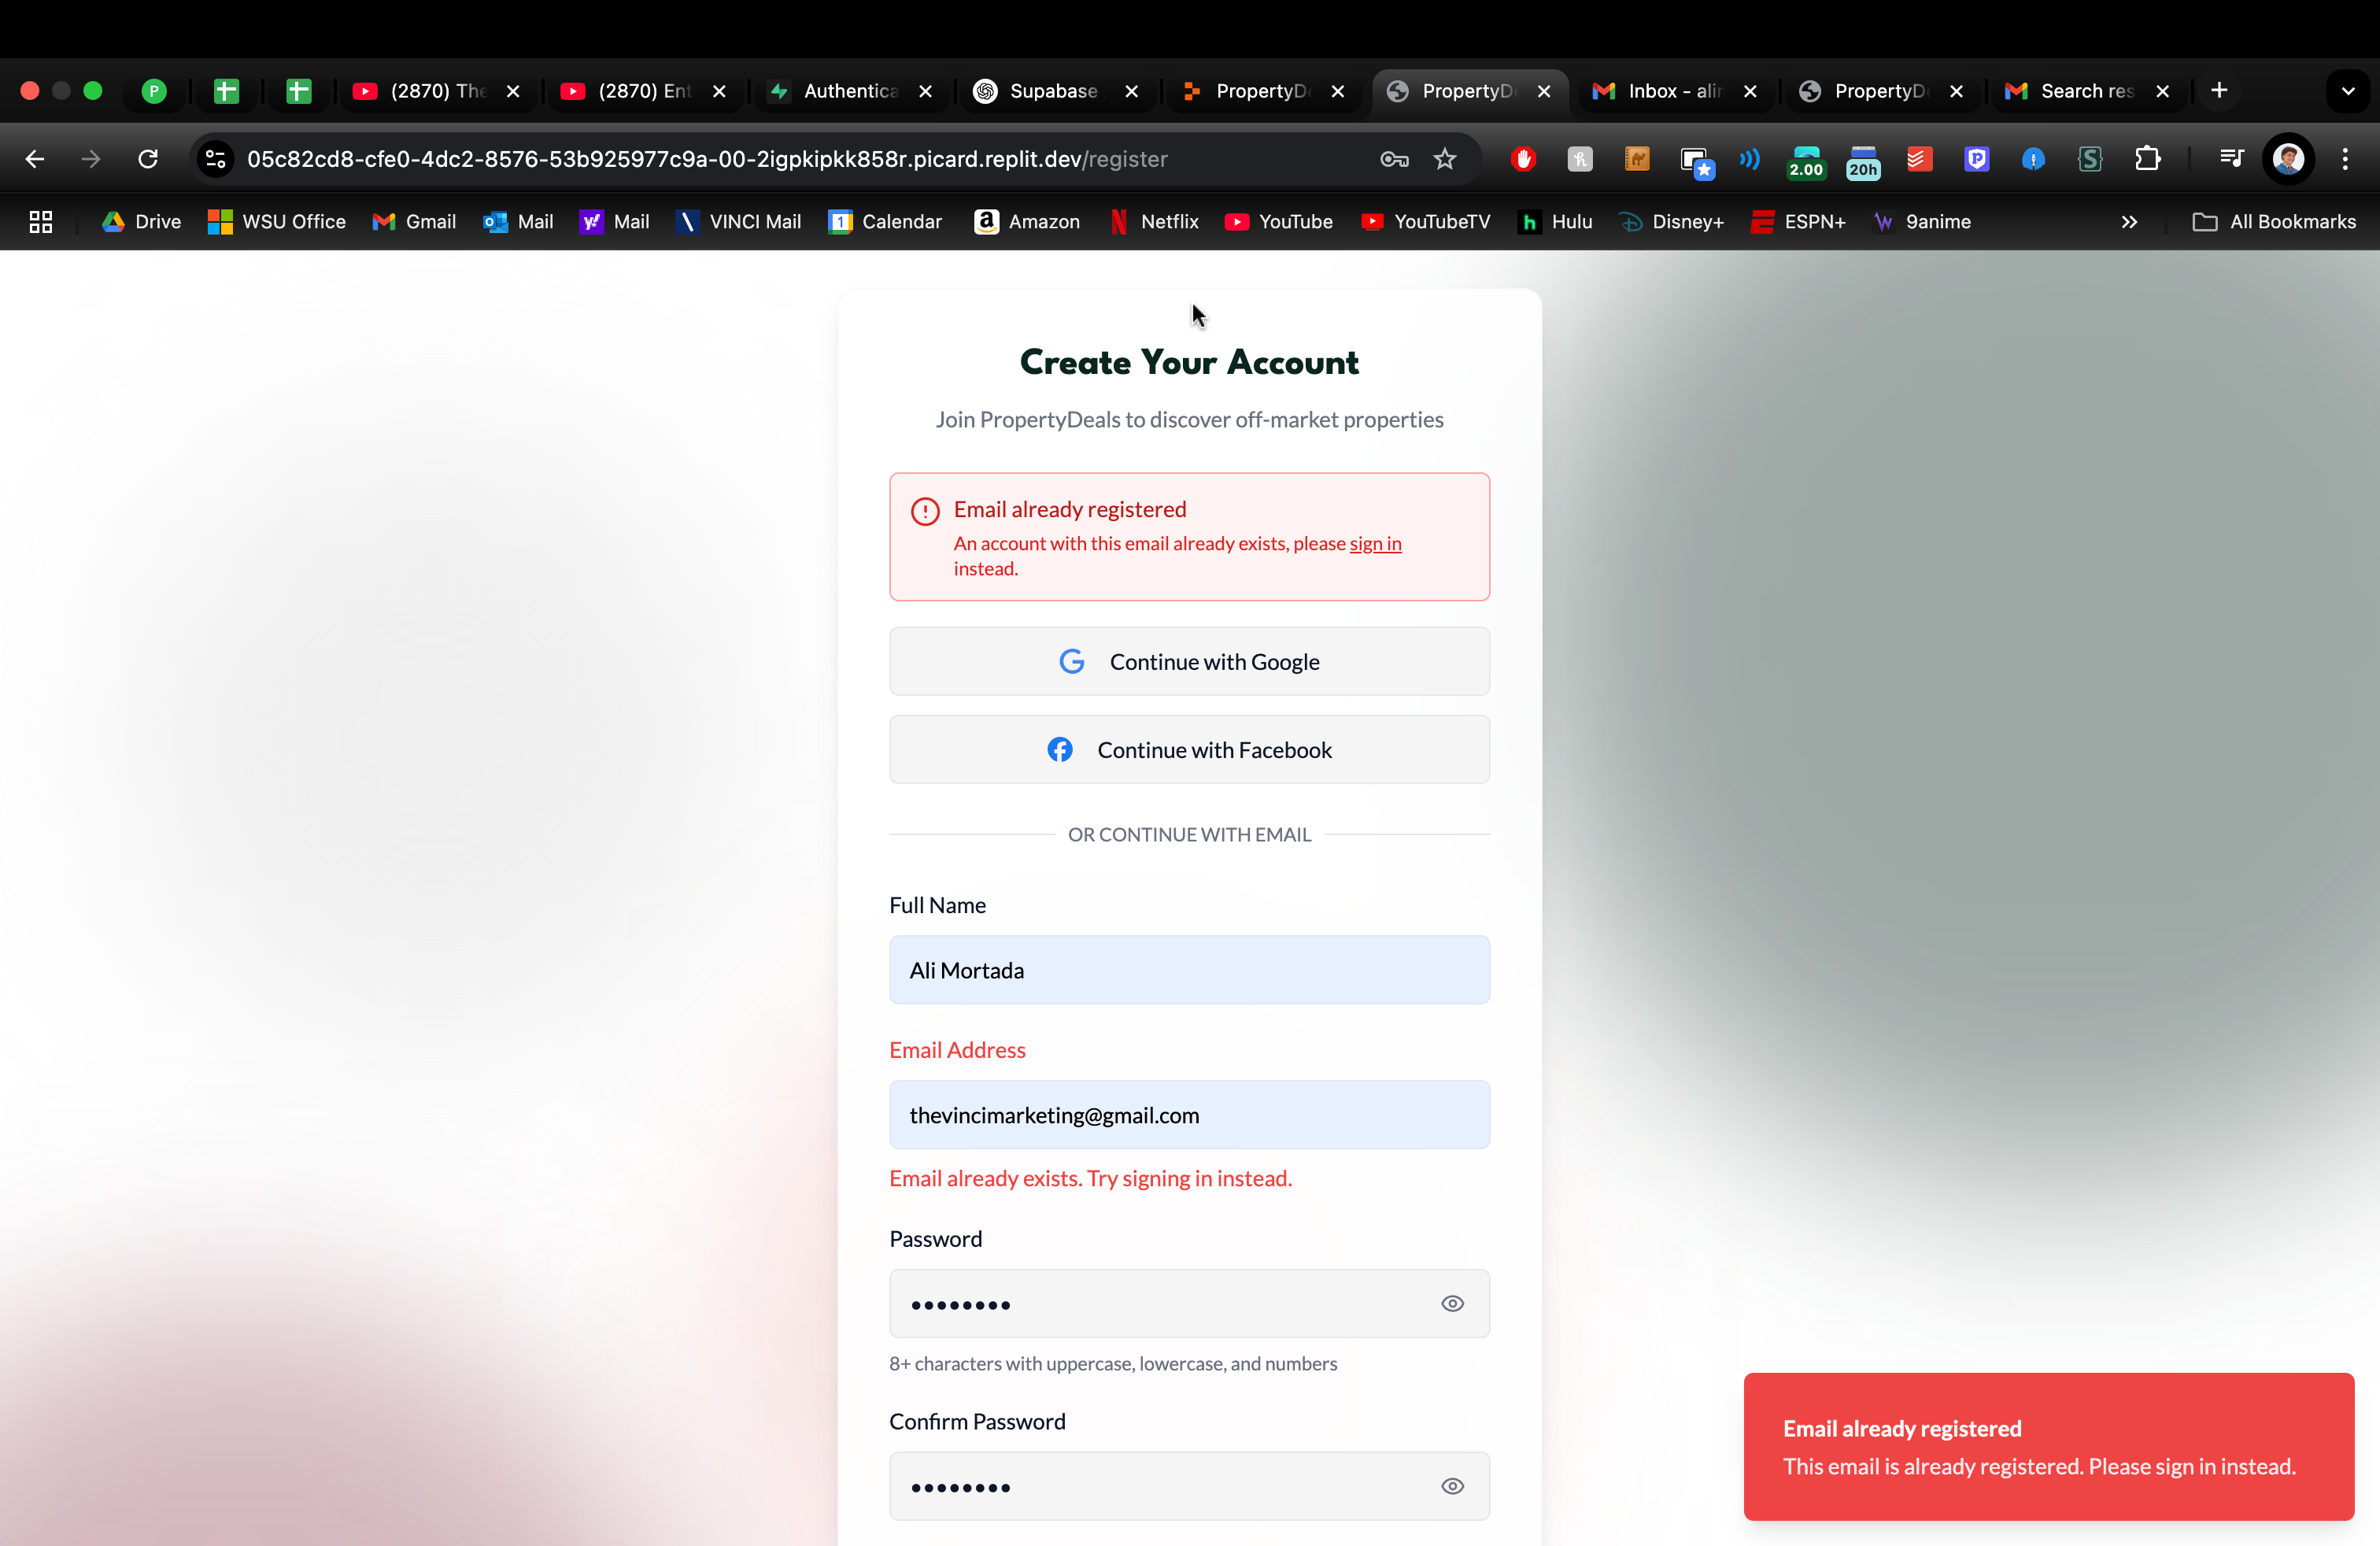 P
(2870) The
(2870) Ent
Authentica
Supabase
PropertyDe
PropertyDe
Inbox - alir
PropertyDe
Search res
05c82cd8-cfe0-4dc2-8576-53b925977c9a-00-2igpkipkk858r.picard.replit.dev/register
2.00
20h
Drive
WSU Office
Gmail
Mail
Mail
VINCI Mail
Calendar
Amazon
Netflix
YouTube
YouTubeTV
Hulu
Disney+
ESPN+
9anime
All Bookmarks
Create Your Account
Join PropertyDeals to discover off-market properties
Email already registered
An account with this email already exists, please sign in
instead.
Continue with Google
Continue with Facebook
OR CONTINUE WITH EMAIL
Full Name
Ali Mortada
Email Address
thevincimarketing@gmail.com
Email already exists. Try signing in instead.
Password
••••••••
8+ characters with uppercase, lowercase, and numbers
Confirm Password
••••••••
Email already registered
This email is already registered. Please sign in instead.